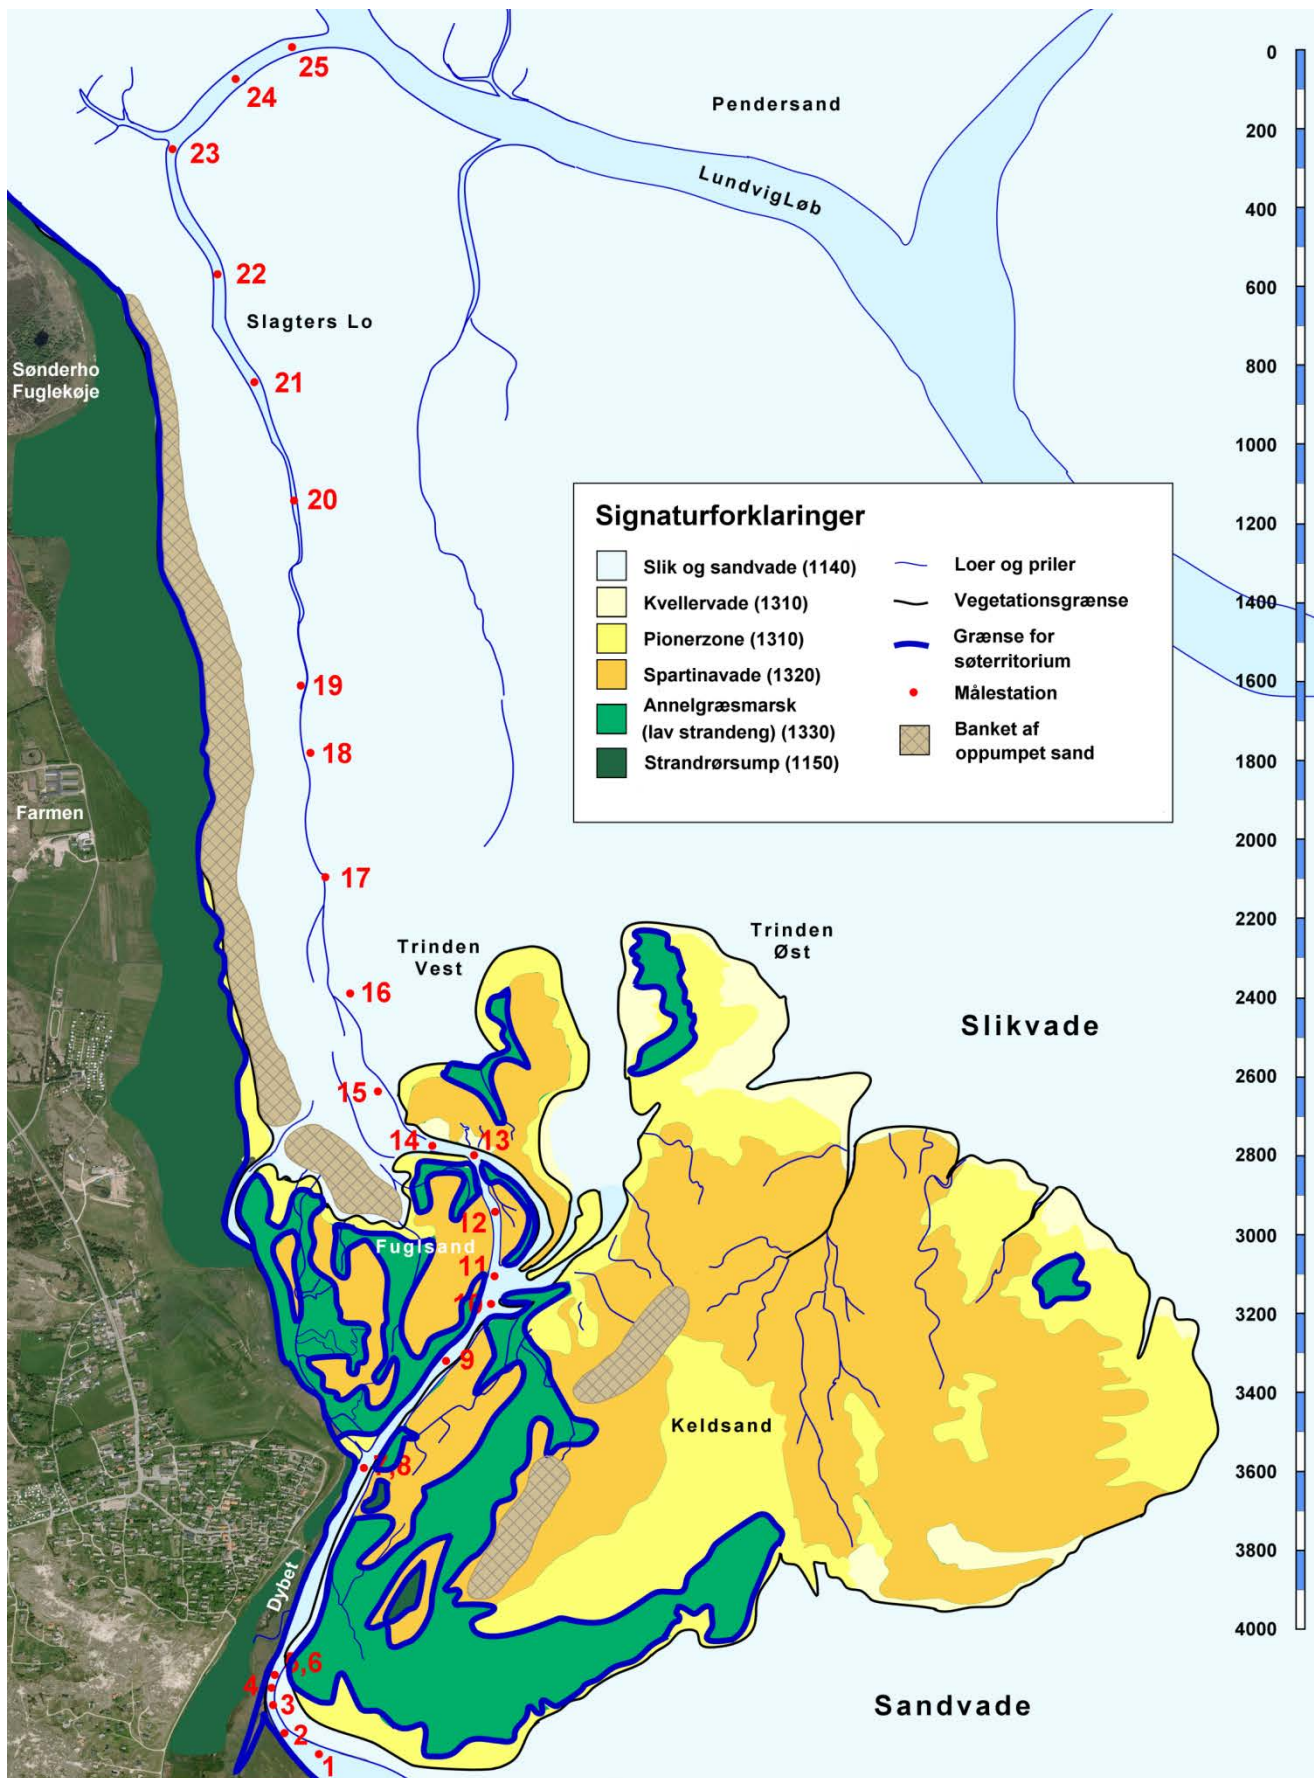 0
25
24
Pendersand
200
23
LundvigLøb
400
22
600
Slagters Lo
Sønderho
Fuglekøje
800
21
1000
20
1200
Signaturforklaringer
Slik og sandvade (1140)
Kvellervade (1310)
Pionerzone (1310)
Spartinavade (1320)
Annelgræsmarsk
(lav strandeng) (1330)
Strandrørsump (1150)
Loer og priler
Vegetationsgrænse
Grænse for
søterritorium
Målestation
Banket af
oppumpet sand
1400
1600
19
18
1800
Farmen
2000
17
2200
Trinden
Vest
Trinden
Øst
16
2400
Slikvade
2600
15
14
13
2800
12
3000
Fuglsand
11
10
3200
9
3400
Keldsand
7,8
3600
3800
Dybet
4000
5,6
4
3
2
1
Sandvade